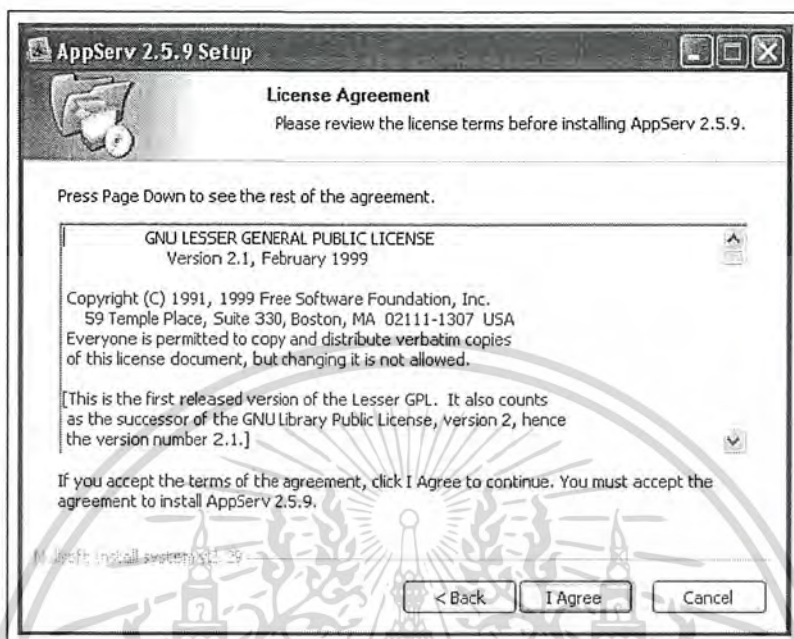 AppServ 2.5.9 Setup
License Agreement
Please review the license terms before installing AppServ 2.5.9.
Press Page Down to see the rest of the agreement.
GNU LESSER GENERAL PUBLIC LICENSE
Version 2.1, February 1999
Copyright (C) 1991, 1999 Free Software Foundation, Inc.
59 Temple Place, Suite 330, Boston, MA 02111-1307 USA
Everyone is permitted to copy and distribute verbatim copies
of this license document, but changing it is not allowed.
[This is the first released version of the Lesser GPL. It also counts
as the successor of the GNU Library Public License, version 2, hence
the version number 2.1.]
If you accept the terms of the agreement, click I Agree to continue. You must accept the
agreement to install AppServ 2.5.9.
< Back
I Agree
Cancel